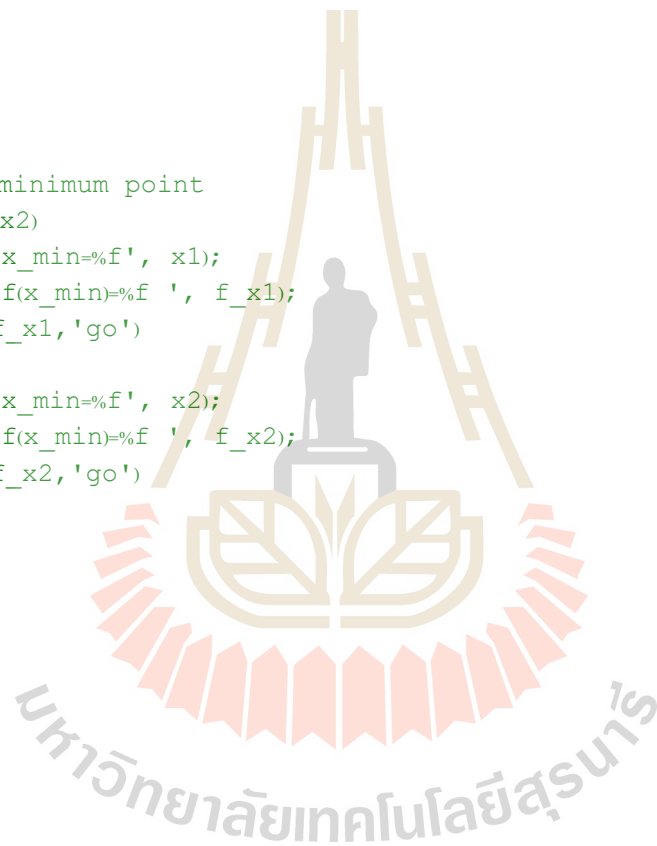 minimum point
x2)
x_min=%f', x1);
f(x_min)=%f ', f_x1);
f_x1,'go')
x_min=%f', x2);
f(x_min)=%f ', f_x2);
f_x2,'go')
มหาวิทยาลัยเทคโนโลยีสุรนารี